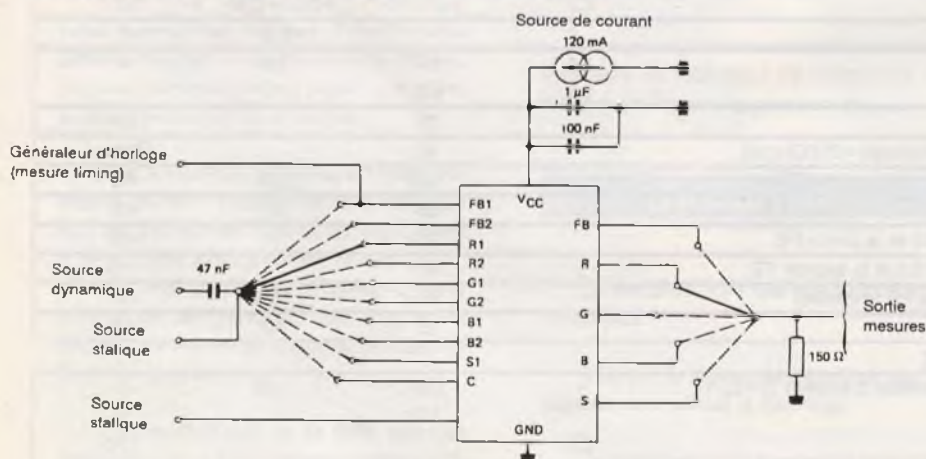 Source de courant
120 mA
1 µF
100 nF
Générateur d'horloge
(mesure timing)
VCC
FB1
FB2
R1
R2
G1
G2
B1
B2
S1
C
FB
R
G
B
S
GND
47 nF
Source
dynamique
Source
statique
Source
statique
Sortie
mesures
150 Ω